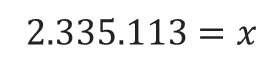 2.335.113 = x